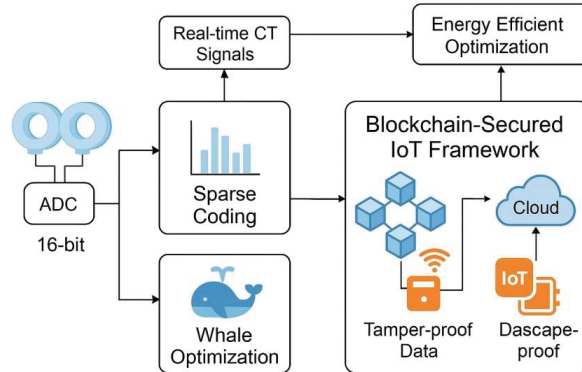 Real-time CT
Signals
Energy Efficient
Optimization
ADC
16-bit
Sparse
Coding
Whale
Optimization
Blockchain-Secured
IoT Framework
Cloud
IoT
Tamper-proof
Data
Dascape-
proof